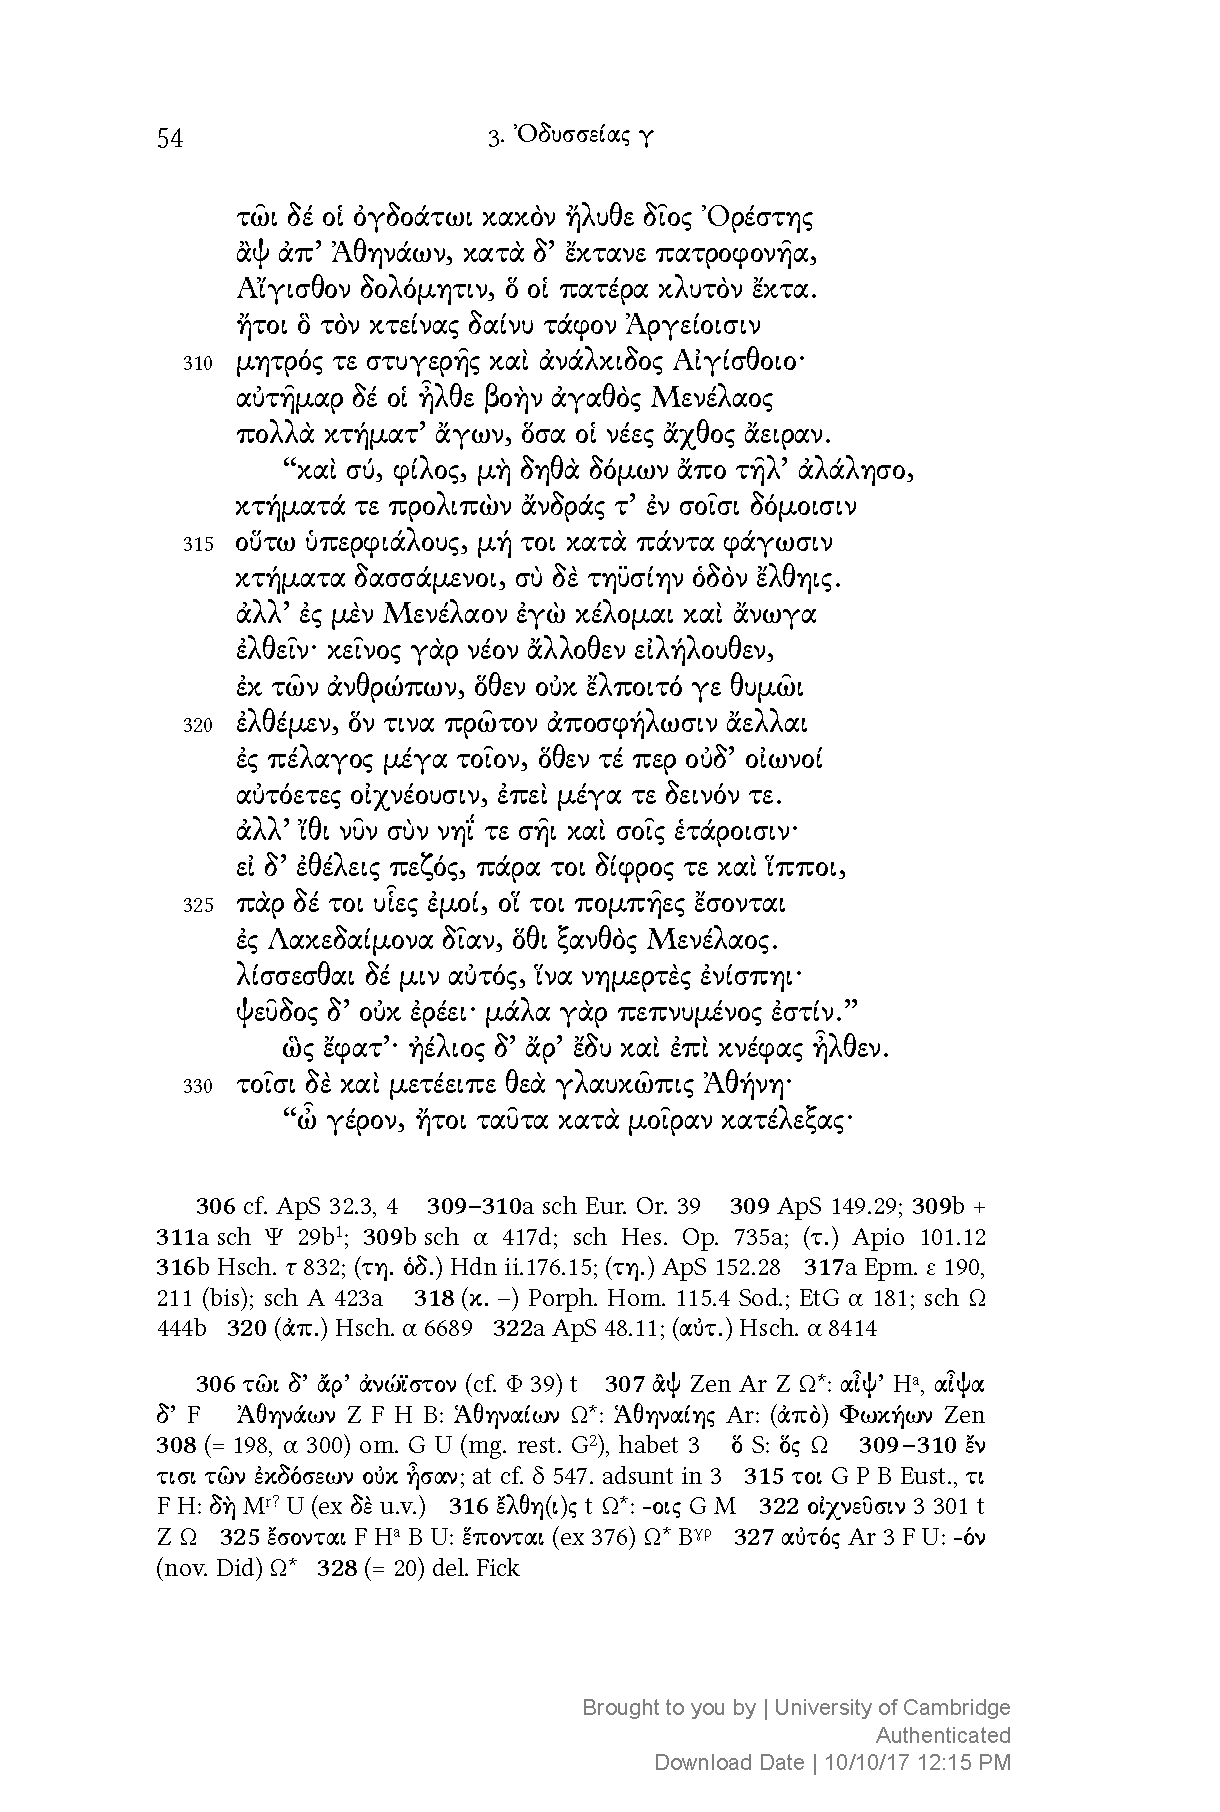 54 3. Ὀδυσσείας γ
τῶι δέ οἱ ὀγδοάτωι κακὸν ἤλυθε δῖος Ὀρέστης
ἂψ ἀπ’ Ἀθηνάων, κατὰ δ’ ἔκτανε πατροφονῆα,
Αἴγισθον δολόμητιν, ὅ οἱ πατέρα κλυτὸν ἔκτα.
ἤτοι ὃ τὸν κτείνας δαίνυ τάφον Ἀργείοισιν
310 μητρός τε στυγερῆς καὶ ἀνάλκιδος Αἰγίσθοιο·
αὐτῆμαρ δέ οἱ ἦλθε βοὴν ἀγαθὸς Μενέλαος
πολλὰ κτήματ’ ἄγων, ὅσα οἱ νέες ἄχθος ἄειραν.
“καὶ σύ, φίλος, μὴ δηθὰ δόμων ἄπο τῆλ’ ἀλάλησο,
κτήματά τε προλιπὼν ἄνδράς τ’ ἐν σοῖσι δόμοισιν
315 οὕτω ὑπερφιάλους, μή τοι κατὰ πάντα φάγωσιν
κτήματα δασσάμενοι, σὺ δὲ τηϋσίην ὁδὸν ἔλθηις.
ἀλλ’ ἐς μὲν Μενέλαον ἐγὼ κέλομαι καὶ ἄνωγα
ἐλθεῖν· κεῖνος γὰρ νέον ἄλλοθεν εἰλήλουθεν,
ἐκ τῶν ἀνθρώπων, ὅθεν οὐκ ἔλποιτό γε θυμῶι
320 ἐλθέμεν, ὅν τινα πρῶτον ἀποσφήλωσιν ἄελλαι
ἐς πέλαγος μέγα τοῖον, ὅθεν τέ περ οὐδ’ οἰωνοί
αὐτόετες οἰχνέουσιν, ἐπεὶ μέγα τε δεινόν τε.
ἀλλ’ ἴθι νῦν σὺν νηΐ τε σῆι καὶ σοῖς ἑτάροισιν·
εἰ δ’ ἐθέλεις πεζός, πάρα τοι δίφρος τε καὶ ἵπποι,
325 πὰρ δέ τοι υἷες ἐμοί, οἵ τοι πομπῆες ἔσονται
ἐς Λακεδαίμονα δῖαν, ὅθι ξανθὸς Μενέλαος.
λίσσεσθαι δέ μιν αὐτός, ἵνα νημερτὲς ἐνίσπηι·
ψεῦδος δ’ οὐκ ἐρέει· μάλα γὰρ πεπνυμένος ἐστίν.”
ὣς ἔφατ’· ἠέλιος δ’ ἄρ’ ἔδυ καὶ ἐπὶ κνέφας ἦλθεν.
330 τοῖσι δὲ καὶ μετέειπε θεὰ γλαυκῶπις Ἀθήνη·
“ὦ γέρον, ἤτοι ταῦτα κατὰ μοῖραν κατέλεξας·
306 cf. ApS 32.3, 4 309–310a sch Eur. Or. 39 309 ApS 149.29; 309b +
311a sch Ψ 29b¹; 309b sch α 417d; sch Hes. Op. 735a; (τ.) Apio 101.12
316b Hsch. τ 832; (τη. ὁδ.) Hdn ii.176.15; (τη.) ApS 152.28 317a Epm. ε 190,
211 (bis); sch A 423a 318 (κ. –) Porph. Hom. 115.4 Sod.; EtG α 181; sch Ω
444b 320 (ἀπ.) Hsch. α 6689 322a ApS 48.11; (αὐτ.) Hsch. α 8414
306 τῶι δ’ ἄρ’ ἀνώϊστον (cf. Φ 39) t 307 ἂψ Zen Ar Z Ω*: αἶψ’ Hᵃ, αἶψα
δ’ F Ἀθηνάων Z F H B: Ἀθηναίων Ω*: Ἀθηναίης Ar: (ἀπὸ) Φωκήων Zen
308 (= 198, α 300) om. G U (mg. rest. G²), habet 3 ὅ S: ὅς Ω 309–310 ἔν
τισι τῶν ἐκδόσεων οὐκ ἦσαν; at cf. δ 547. adsunt in 3 315 τοι G P B Eust., τι
F H: δὴ Mʳ? U (ex δὲ u.v.) 316 ἔλθη(ι)ς t Ω*: -οις G M 322 οἰχνεῦσιν 3 301 t
Z Ω 325 ἔσονται F Hᵃ B U: ἕπονται (ex 376) Ω* Bᵞᵖ 327 αὐτός Ar 3 F U: -όν
(nov. Did) Ω* 328 (= 20) del. Fick
Brought to you by | University of Cambridge
Authenticated
Download Date | 10/10/17 12:15 PM